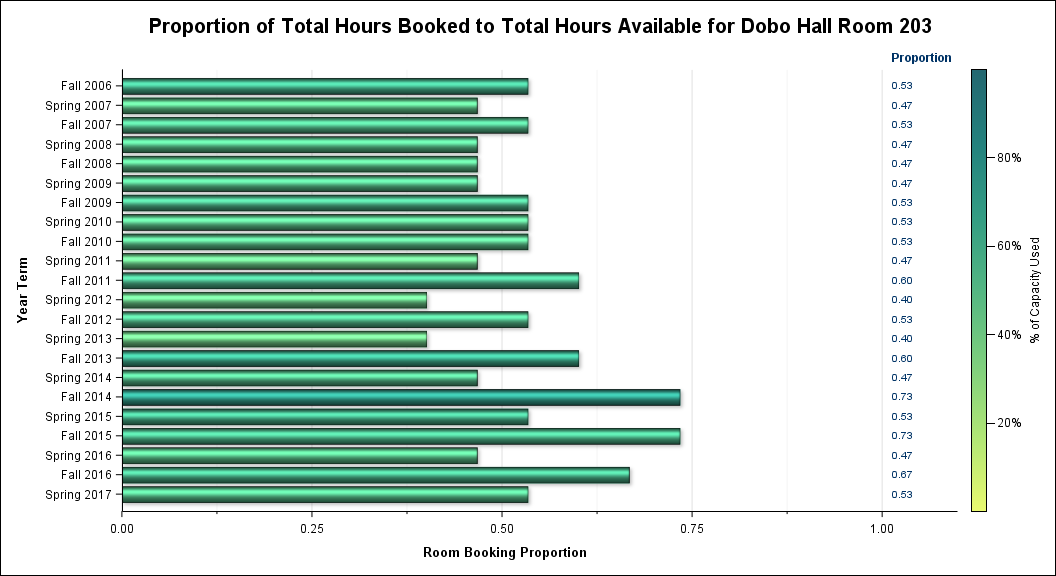 Proportion of Total Hours Booked to Total Hours Available for Dobo Hall Room 203
Proportion
Fall 2006 0.53
Spring 2007 0.47
Fall 2007 0.53
Spring 2008 0.47
Fall 2008 0.47
Spring 2009 0.47
Fall 2009 0.53
Spring 2010 0.53
Fall 2010 0.53
Spring 2011 0.47
Fall 2011 0.60
Spring 2012 0.40
Fall 2012 0.53
Spring 2013 0.40
Fall 2013 0.60
Spring 2014 0.47
Fall 2014 0.73
Spring 2015 0.53
Fall 2015 0.73
Spring 2016 0.47
Fall 2016 0.67
Spring 2017 0.53
Year Term
0.00 0.25 0.50 0.75 1.00
Room Booking Proportion
80%
60%
40%
20%
% of Capacity Used